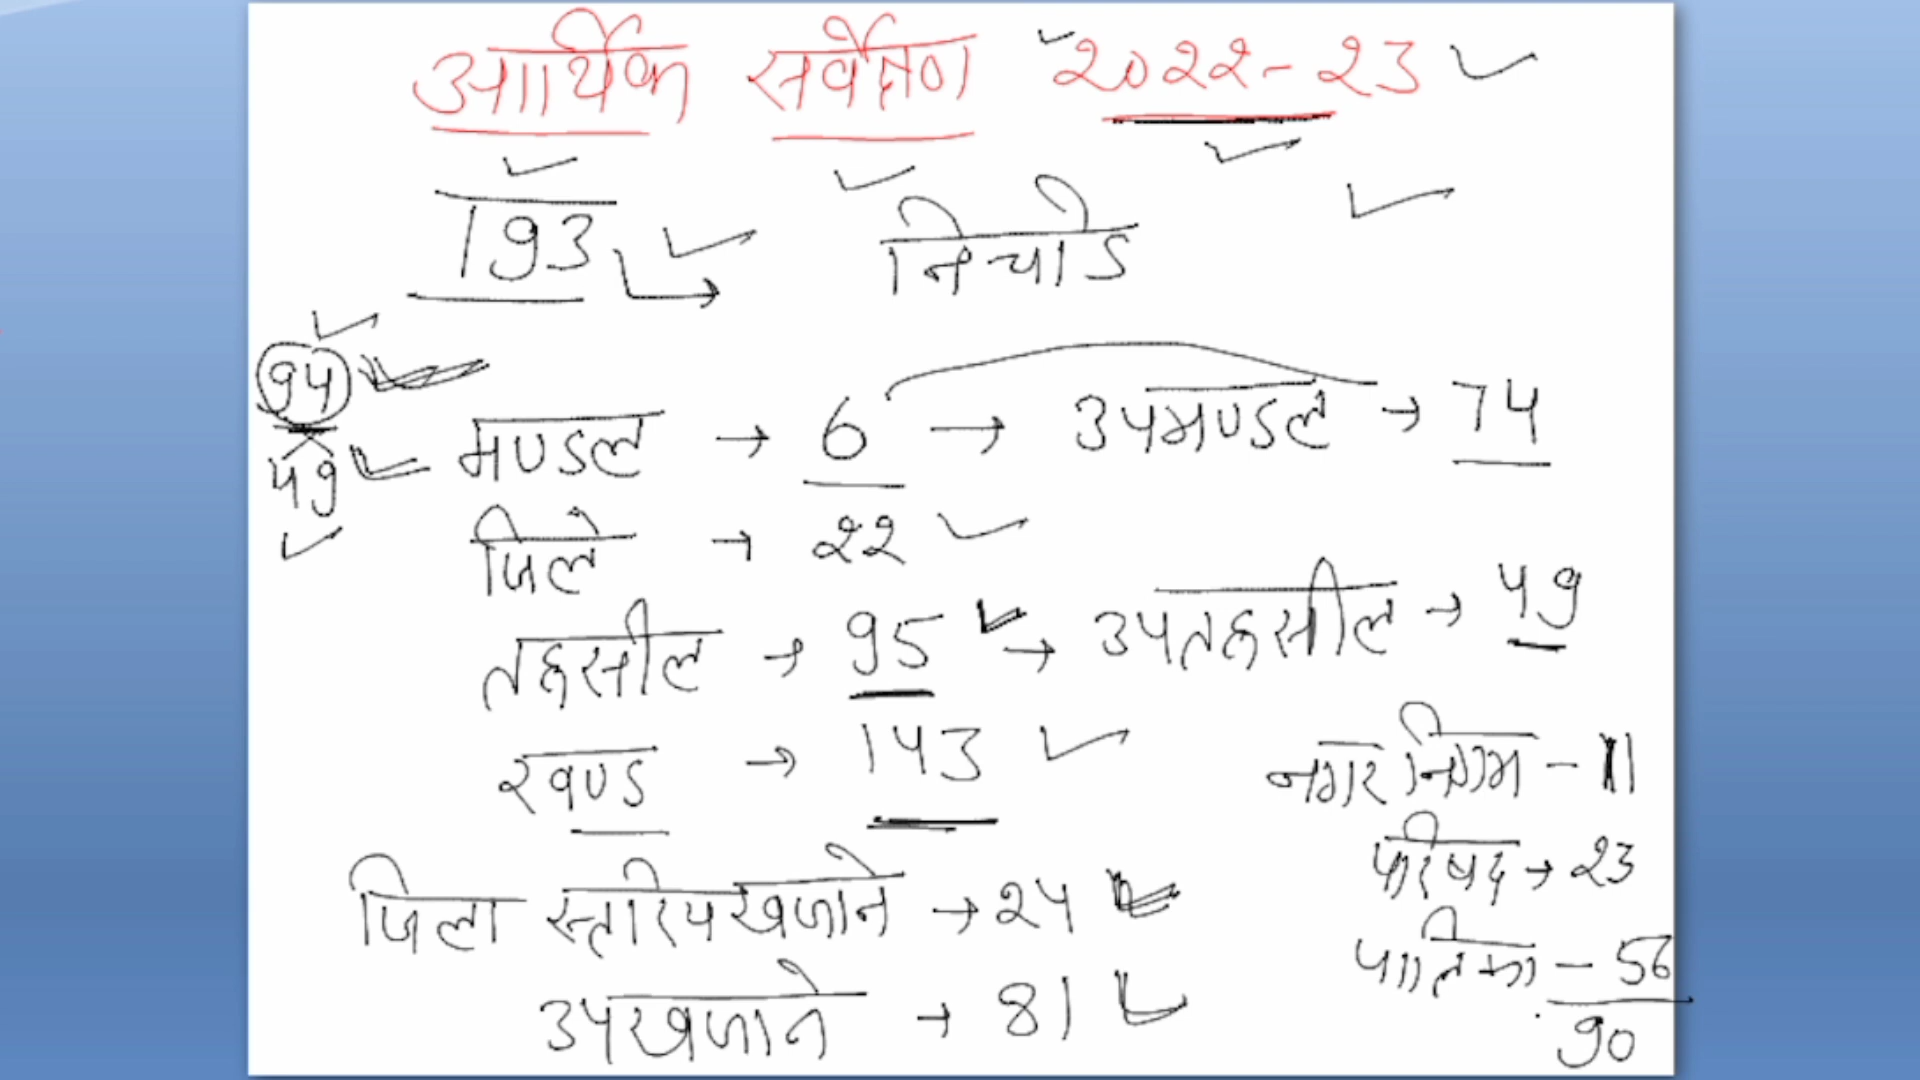 आर्थिक सर्वेक्षण 2022-23
193 → निचोड
94
49
मण्डल → 6 → उपमण्डल → 74
जिले → 22
तहसील → 95 → उपतहसील → 49
खण्ड → 143
नगर निगम - 11
परिषद → 23
पालिका - 56
90
जिला स्तरिय खजाने → 24
उपखजाने → 81